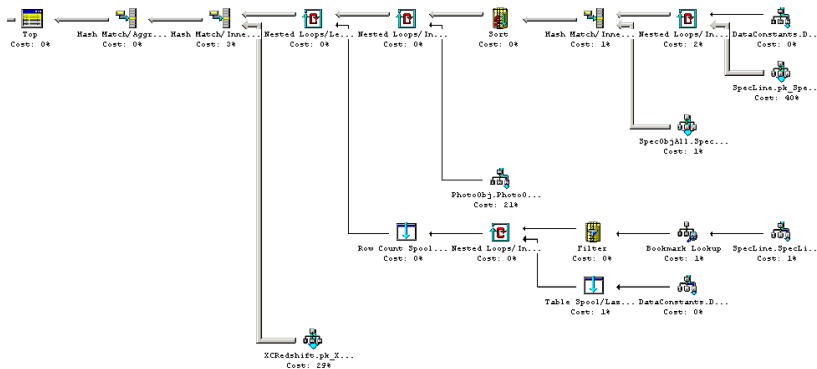 Top
Cost: 0%
Hash Match/Aggr...
Cost: 0%
Hash Match/Inne...
Cost: 3%
Nested Loops/Le...
Cost: 0%
Nested Loops/In...
Cost: 0%
Sort
Cost: 0%
Hash Match/Inne...
Cost: 1%
Nested Loops/In...
Cost: 2%
DataConstants.D...
Cost: 0%
SpecLine.pk_Spe...
Cost: 40%
SpecObjAll.Spec...
Cost: 1%
PhotoObj.PhotoO...
Cost: 21%
Row Count Spool...
Cost: 0%
Nested Loops/In...
Cost: 0%
Filter
Cost: 0%
Bookmark Lookup
Cost: 1%
SpecLine.SpecLi...
Cost: 1%
Table Spool/Laz...
Cost: 1%
DataConstants.D...
Cost: 0%
XCRedshift.pk_X...
Cost: 29%